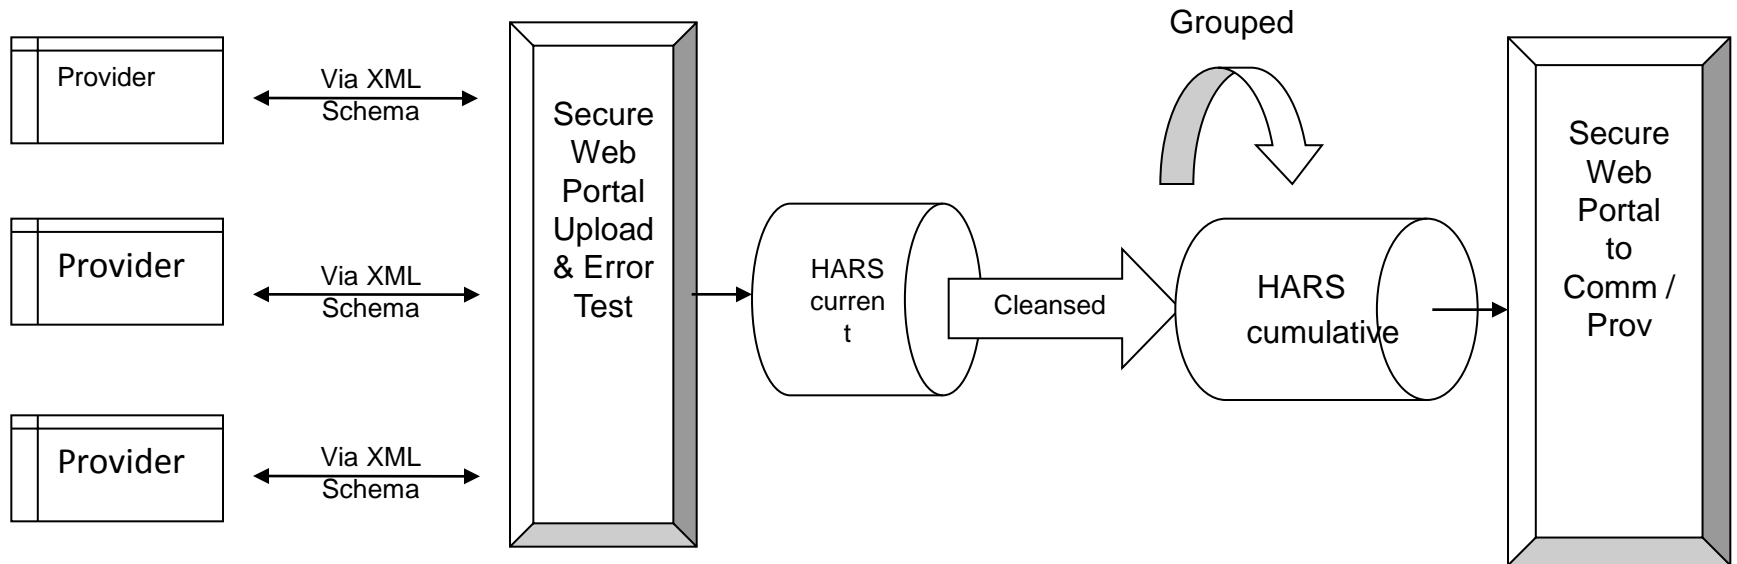 Provider
Via XML
Schema
Provider
Via XML
Schema
Provider
Via XML
Schema
Secure
Web
Portal
Upload
& Error
Test
HARS
curren
t
Cleansed
Grouped
HARS
cumulative
Secure
Web
Portal
to
Comm /
Prov